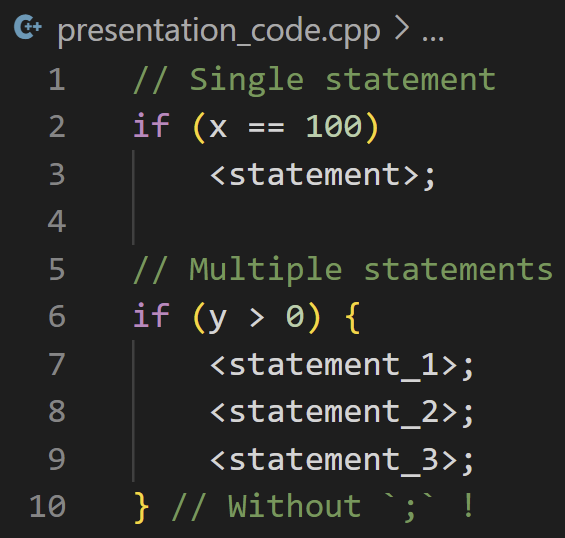 C++ presentation_code.cpp > ...
1 // Single statement
2 if (x == 100)
3 <statement>;
4
5 // Multiple statements
6 if (y > 0) {
7 <statement_1>;
8 <statement_2>;
9 <statement_3>;
10 } // Without `;` !